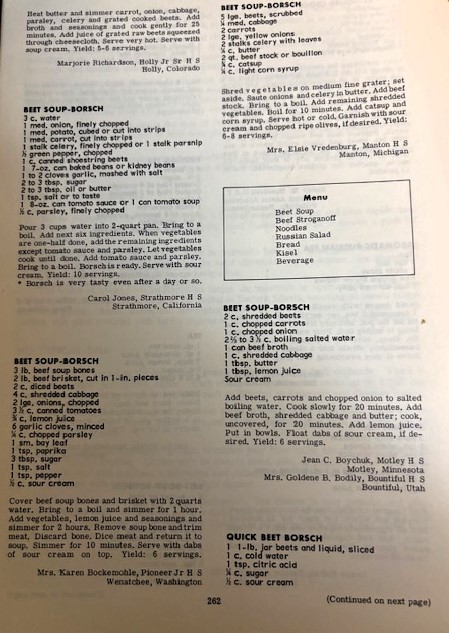 Heat butter and simmer carrot, onion, cabbage,
parsley, celery and grated cooked beets. Add
broth and seasonings and cook gently for 25
minutes. Add juice of grated raw beets squeezed
through cheesecloth. Serve very hot. Serve with
sour cream. Yield: 5-6 servings.
Marjorie Richardson, Holly Jr Sr H S
Holly, Colorado
BEET SOUP-BORSCH
3 c. water
1 med. onion, finely chopped
1 med. potato, cubed or cut into strips
1 med. carrot, cut into strips
1 stalk celery, finely chopped or 1 stalk parsnip
½ green pepper, chopped
1 c. canned shoestring beets
1 7-oz. can baked beans or kidney beans
1 to 2 cloves garlic, mashed with salt
2 to 3 tbsp. sugar
2 to 3 tbsp. oil or butter
1 tsp. salt or to taste
1 8-oz. can tomato sauce or 1 can tomato soup
½ c. parsley, finely chopped
Pour 3 cups water into 2-quart pan. Bring to a
boil. Add next six ingredients. When vegetables
are one-half done, add the remaining ingredients
except tomato sauce and parsley. Let vegetables
cook until done. Add tomato sauce and parsley.
Bring to a boil. Borsch is ready. Serve with sour
cream. Yield: 10 servings.
* Borsch is very tasty even after a day or so.
Carol Jones, Strathmore H S
Strathmore, California
BEET SOUP-BORSCH
3 lb. beef soup bones
2 lb. beef brisket, cut in 1-in. pieces
2 c. diced beets
4 c. shredded cabbage
2 lge. onions, chopped
3 ½ c. canned tomatoes
c. lemon juice
6 garlic cloves, minced
¼ c. chopped parsley
1 sm. bay leaf
1 tsp. paprika
3 tbsp. sugar
1 tsp. salt
1 tsp. pepper
½ c. sour cream
Cover beef soup bones and brisket with 2 quarts
water. Bring to a boil and simmer for 1 hour.
Add vegetables, lemon juice and seasonings and
simmer for 2 hours. Remove soup bone and trim
meat. Discard bone. Dice meat and return it to
soup. Simmer for 10 minutes. Serve with dabs
of sour cream on top. Yield: 6 servings.
Mrs. Karen Bockemohle, Pioneer Jr H S
Wenatchee, Washington
BEET SOUP-BORSCH
5 lge. beets, scrubbed
med. cabbage
2 carrots
2 lge. yellow onions
2 stalks celery with leaves
¼ c. butter
2 qt. beef stock or bouillon
c. catsup
¼ c. light corn syrup
Shred vegetables on medium fine grater; set
aside. Saute onions and celery in butter. Add beef
stock. Bring to a boil. Add remaining shredded
vegetables. Boil for 10 minutes. Add catsup and
corn syrup. Serve hot or cold. Garnish with sour
cream and chopped ripe olives, if desired. Yield:
6-8 servings.
Mrs. Elsie Vredenburg, Manton H S
Manton, Michigan
Menu
Beet Soup
Beef Stroganoff
Noodles
Russian Salad
Bread
Kisel
Beverage
BEET SOUP-BORSCH
2 c. shredded beets
1 c. chopped carrots
1 c. chopped onion
2 ⅔ to 3 ½ c. boiling salted water
1 can beef broth
1 c. shredded cabbage
1 tbsp. butter
1 tbsp. lemon juice
Sour cream
Add beets, carrots and chopped onion to salted
boiling water. Cook slowly for 20 minutes. Add
beef broth, shredded cabbage and butter; cook,
uncovered, for 20 minutes. Add lemon juice.
Put in bowls. Float dabs of sour cream, if de-
sired. Yield: 6 servings.
Jean C. Boychuk, Motley H S
Motley, Minnesota
Mrs. Goldene B. Bodily, Bountiful H S
Bountiful, Utah
QUICK BEET BORSCH
1 1-lb. jar beets and liquid, sliced
1 c. cold water
1 tsp. citric acid
¼ c. sugar
½ c. sour cream
262
(Continued on next page)